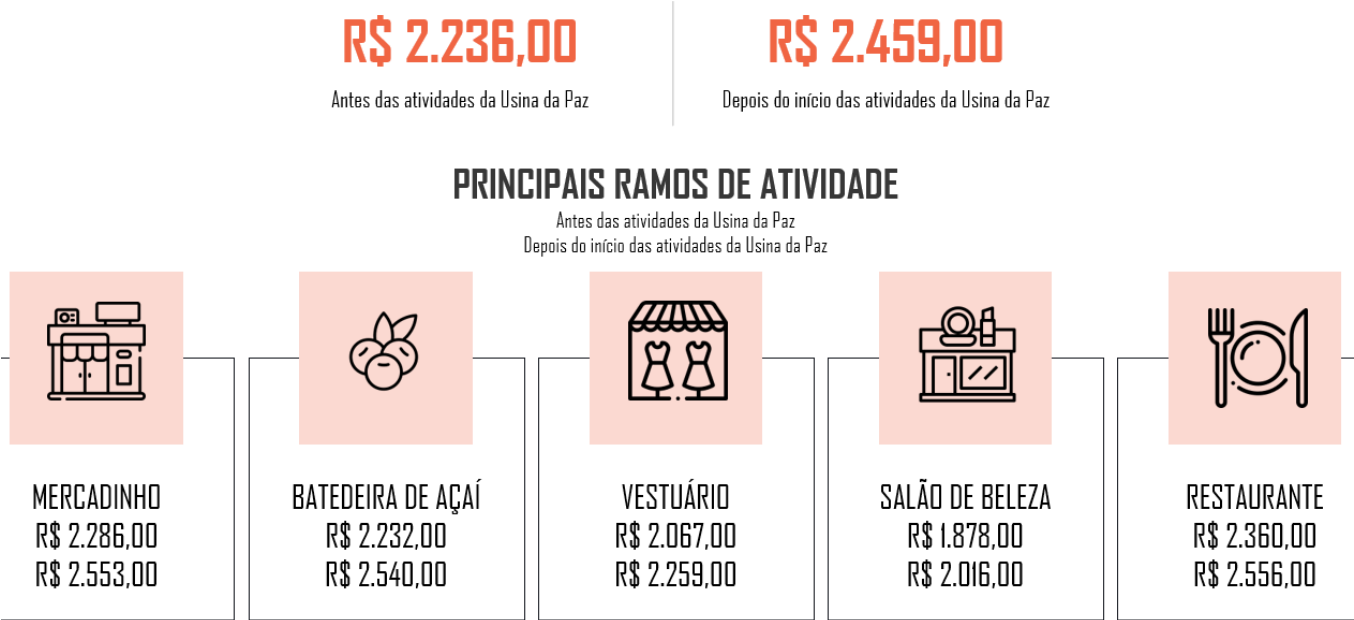 R$ 2.236,00
Antes das atividades da Usina da Paz
R$ 2.459,00
Depois do início das atividades da Usina da Paz
PRINCIPAIS RAMOS DE ATIVIDADE
Antes das atividades da Usina da Paz
Depois do início das atividades da Usina da Paz
MERCADINHO
R$ 2.286,00
R$ 2.553,00
BATEDEIRA DE AÇAÍ
R$ 2.232,00
R$ 2.540,00
VESTUÁRIO
R$ 2.067,00
R$ 2.259,00
SALÃO DE BELEZA
R$ 1.878,00
R$ 2.016,00
RESTAURANTE
R$ 2.360,00
R$ 2.556,00